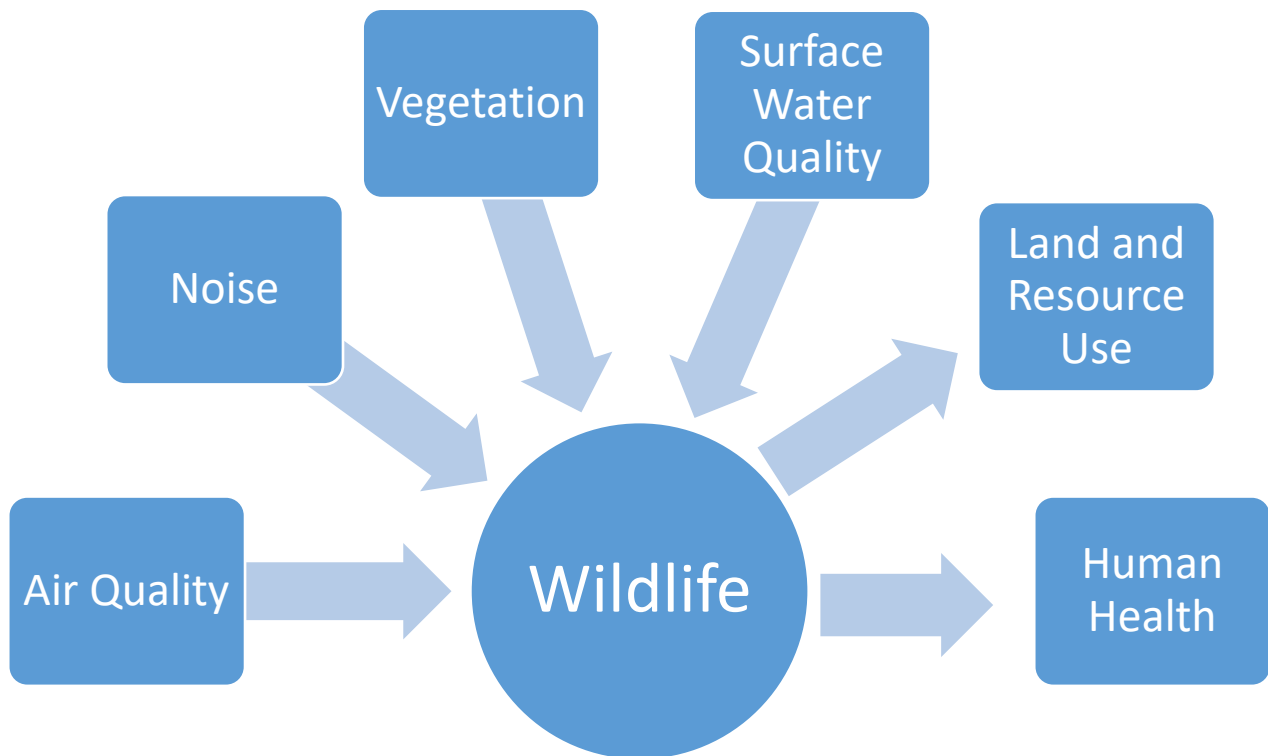 Vegetation
Surface
Water
Quality
Noise
Land and
Resource
Use
Air Quality
Wildlife
Human
Health